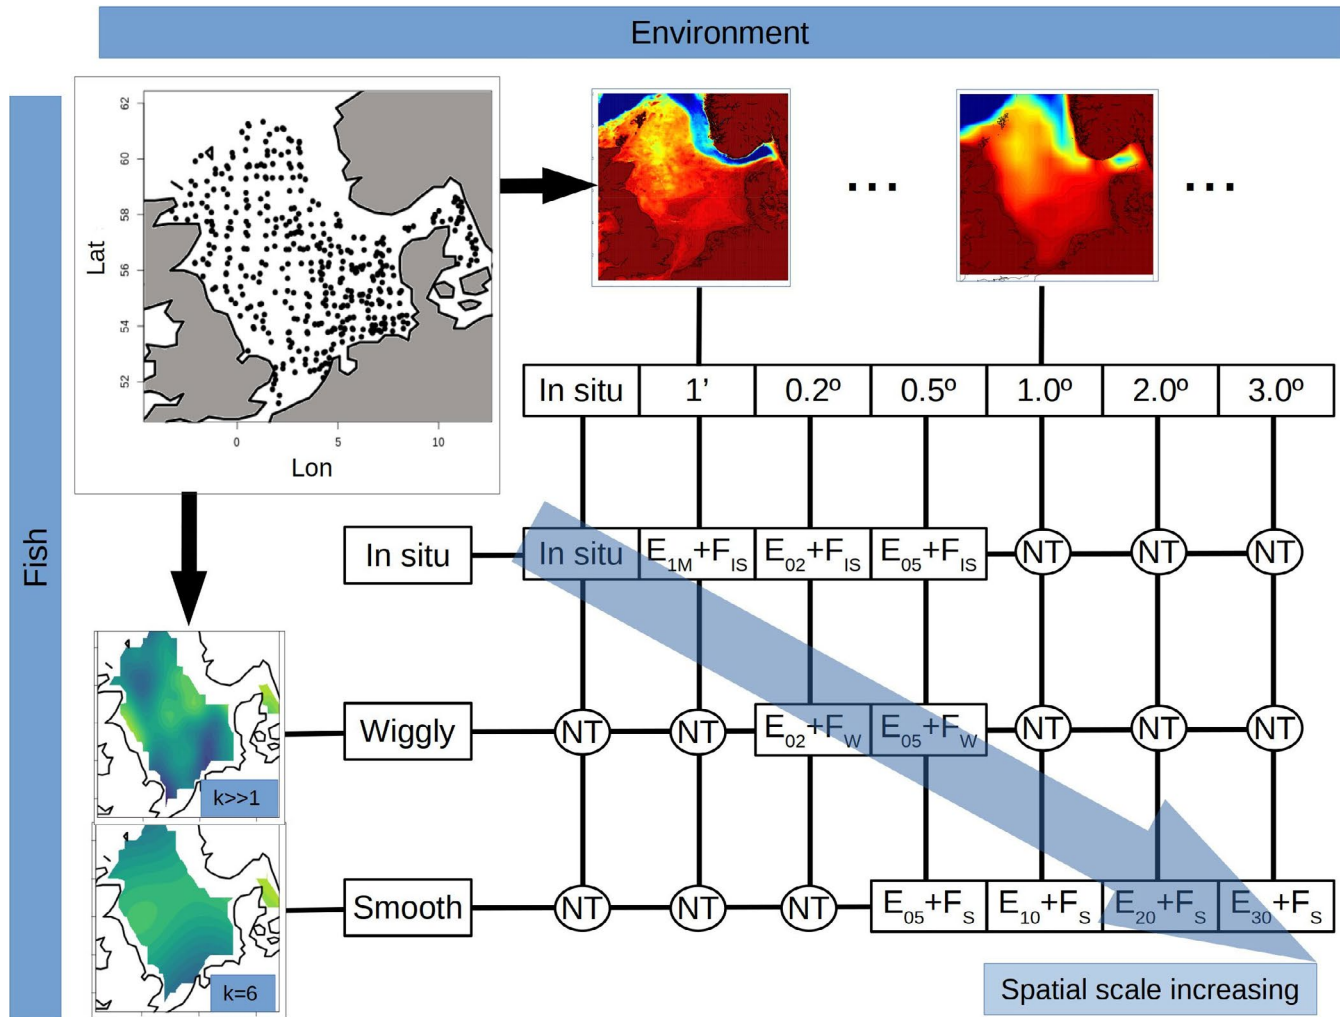 Environment
Fish
62
60
58
56
54
52
Lat
0 5 10
Lon
... ...
In situ 1' 0.2º 0.5º 1.0º 2.0º 3.0º
In situ In situ E1M+FIS E02+FIS E05+FIS NT NT NT
Wiggly NT NT E02+FW E05+FW NT NT NT
k>>1
Smooth NT NT NT E05+FS E10+FS E20+FS E30+FS
k=6
Spatial scale increasing